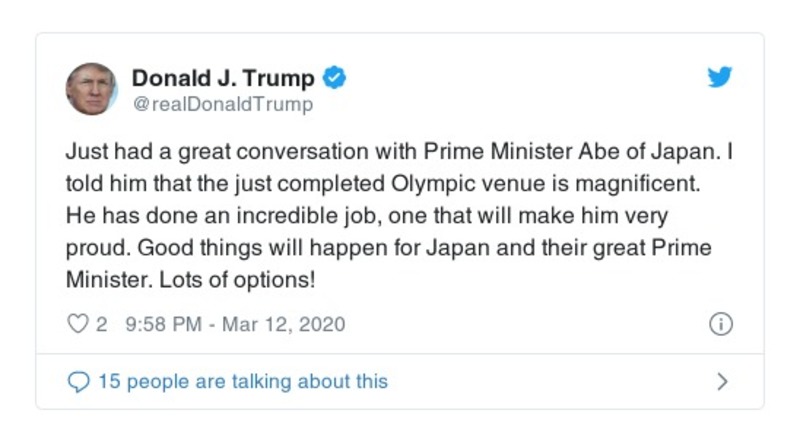 Donald J. Trump
@realDonaldTrump
Just had a great conversation with Prime Minister Abe of Japan. I
told him that the just completed Olympic venue is magnificent.
He has done an incredible job, one that will make him very
proud. Good things will happen for Japan and their great Prime
Minister. Lots of options!
2 9:58 PM - Mar 12, 2020
15 people are talking about this